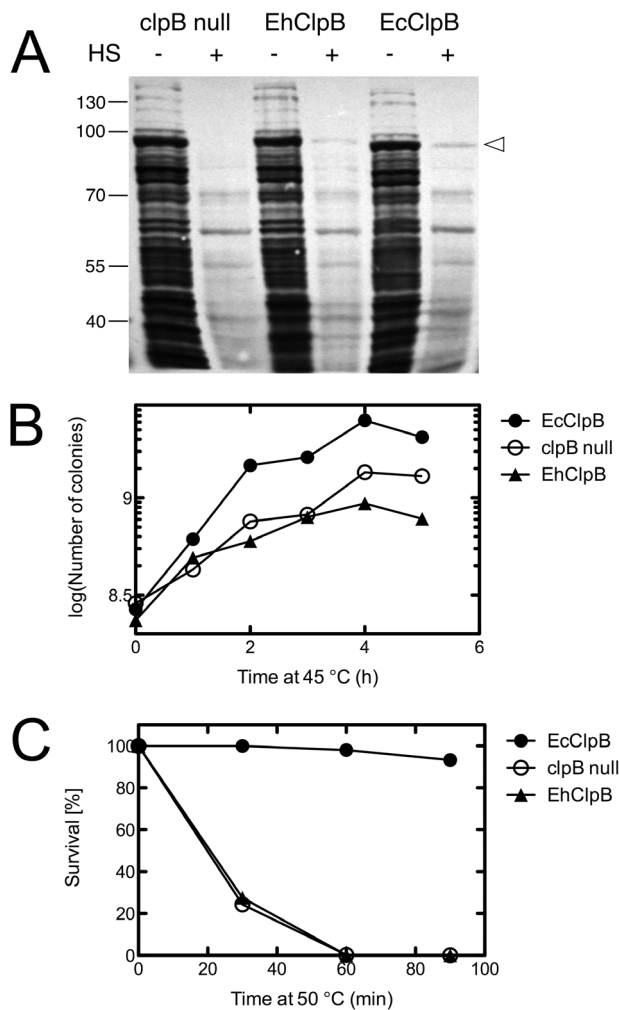 A
clpB null EhClpB EcClpB
HS - + - + - +
130
100
70
55
40
B
log(Number of colonies)
9
8.5
0 2 4 6
Time at 45 °C (h)
EcClpB
clpB null
EhClpB
C
Survival [%]
100
80
60
40
20
0
0 20 40 60 80 100
Time at 50 °C (min)
EcClpB
clpB null
EhClpB